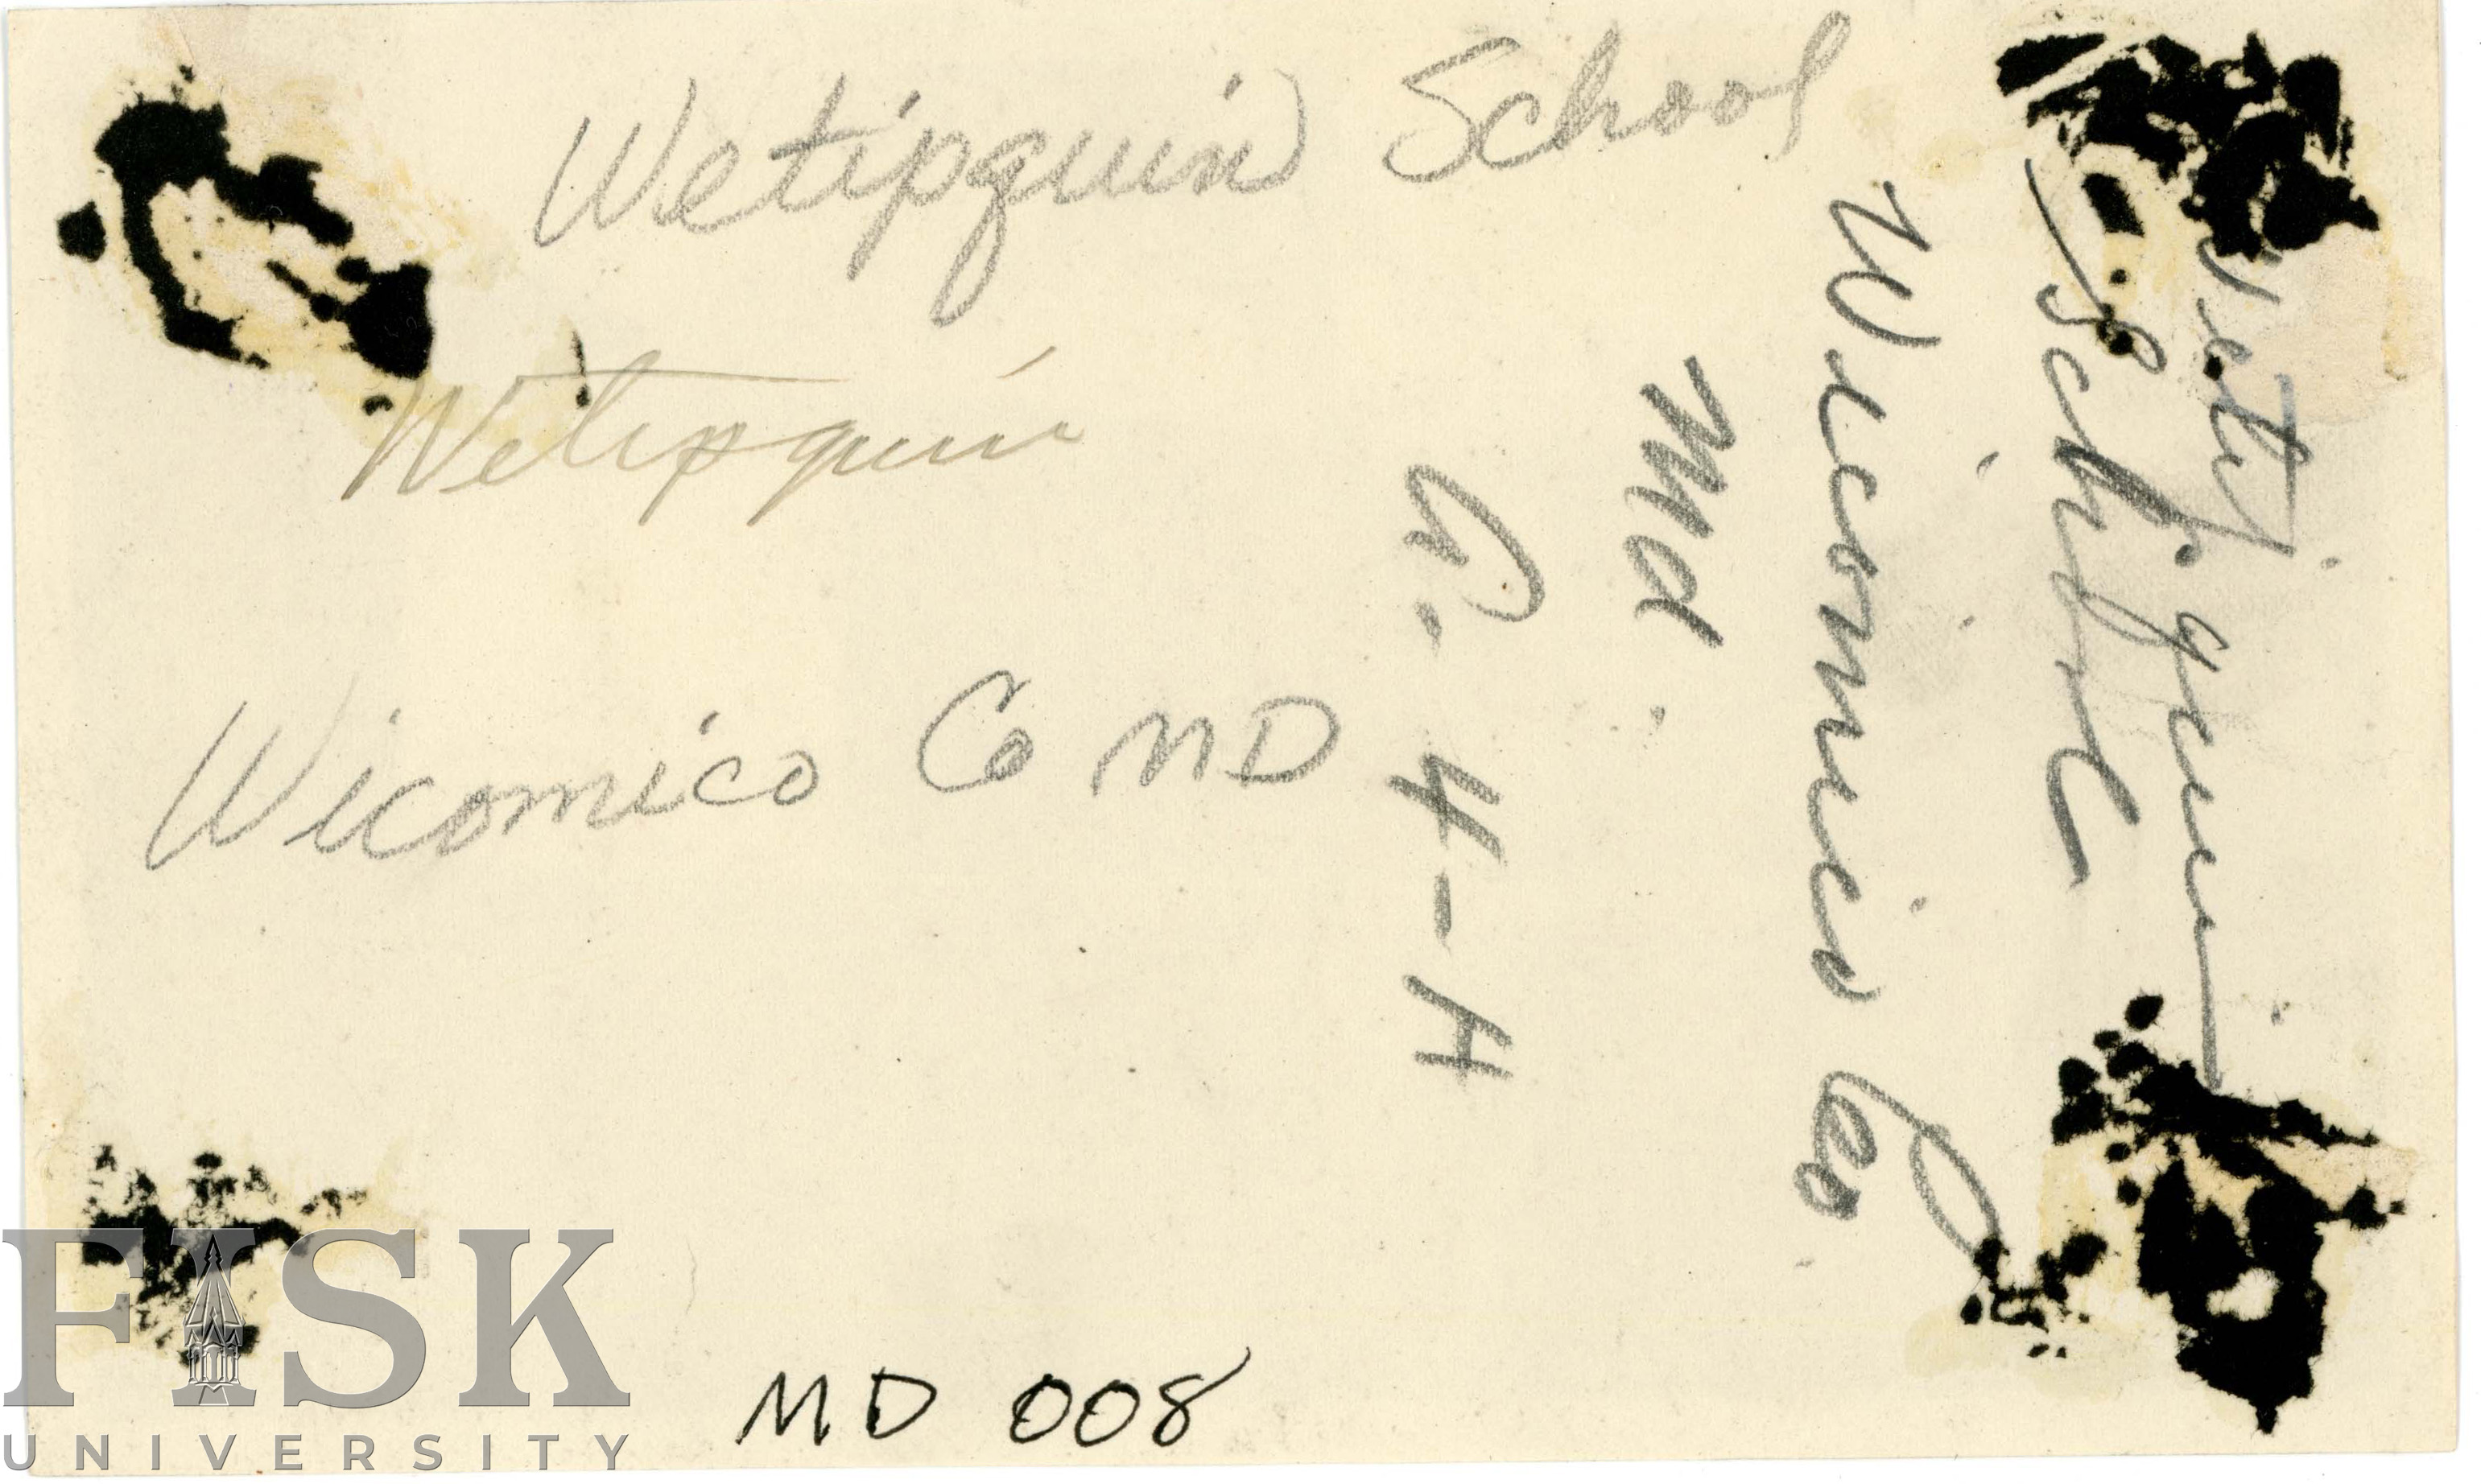 Wetipquin School
Wetipquin
Wicomico Co MD
Wetipquin
School
Wicomico Co.
Md.
G. 4-H
MD 008
FISK
UNIVERSITY